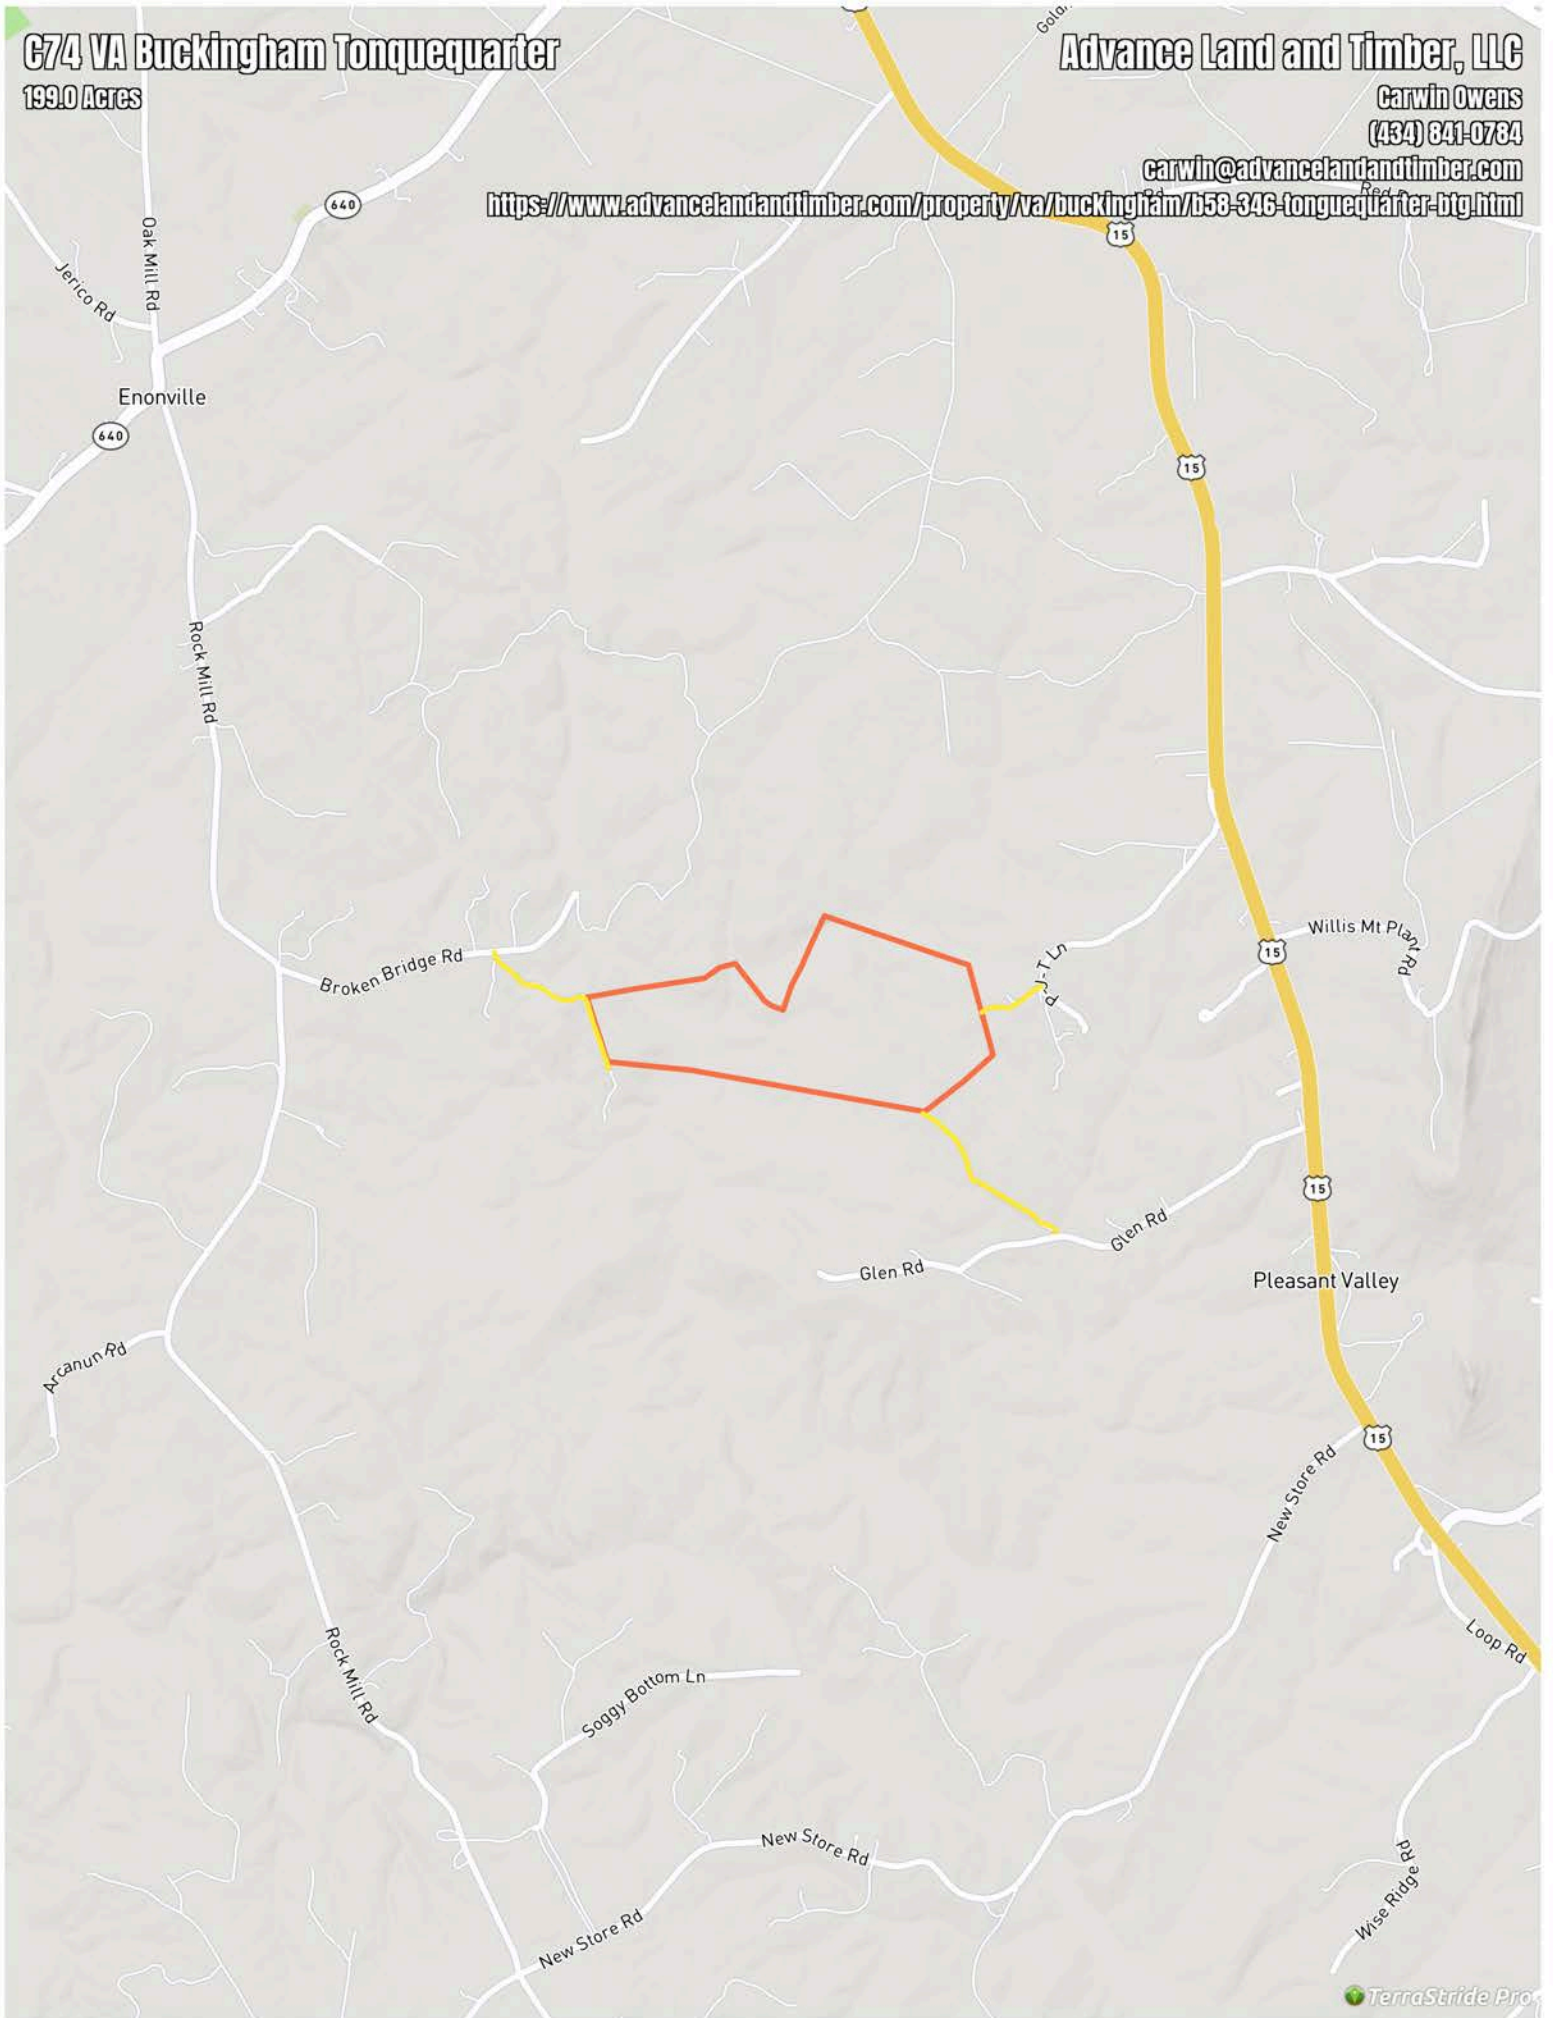 C74 VA Buckingham Tonquequarter
199.0 Acres
Advance Land and Timber, LLC
Carwin Owens
(434) 841-0784
carwin@advancelandandtimber.com
https://www.advancelandandtimber.com/property/va/buckingham/b58-346-tonguequarter-btg.html
Rd
15
640
Oak Mill Rd
Jerico Rd
Enonville
640
15
Rock Mill Rd
Willis Mt Plant Rd
15
Broken Bridge Rd
P-J-T Ln
15
Glen Rd
Glen Rd
Pleasant Valley
Arcanun Rd
15
New Store Rd
Loop Rd
Rock Mill Rd
Soggy Bottom Ln
New Store Rd
Wise Ridge Rd
New Store Rd
TerraStride Pro